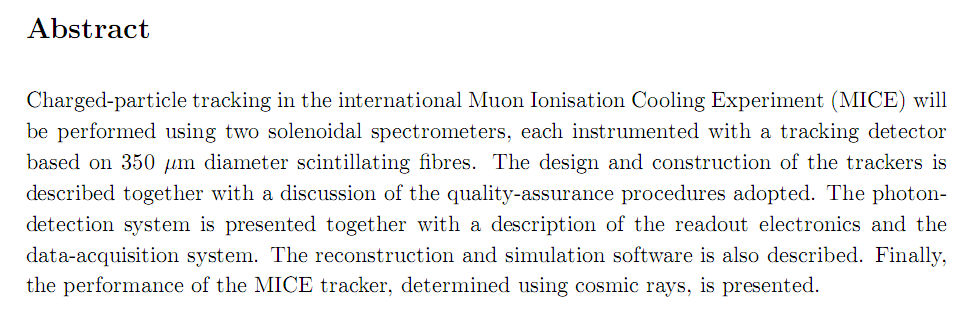 Abstract
Charged-particle tracking in the international Muon Ionisation Cooling Experiment (MICE) will
be performed using two solenoidal spectrometers, each instrumented with a tracking detector
based on 350 μm diameter scintillating fibres. The design and construction of the trackers is
described together with a discussion of the quality-assurance procedures adopted. The photon-
detection system is presented together with a description of the readout electronics and the
data-acquisition system. The reconstruction and simulation software is also described. Finally,
the performance of the MICE tracker, determined using cosmic rays, is presented.